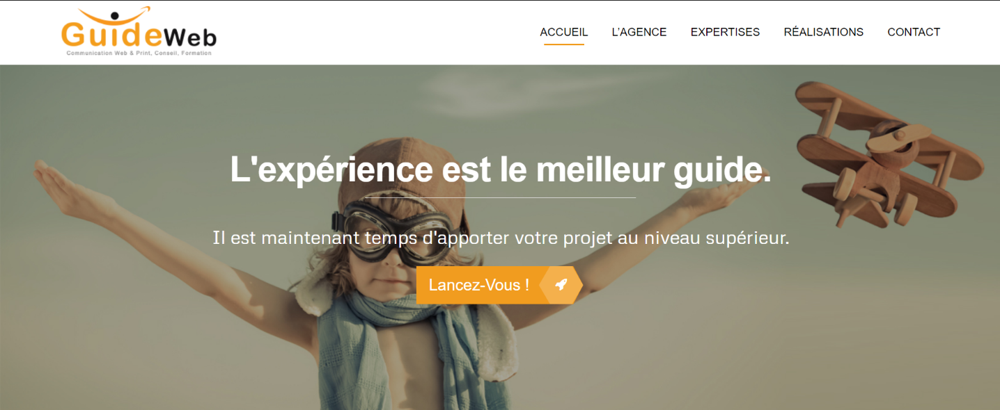 GuideWeb
Communication Web & Print, Conseil, Formation
ACCUEIL L'AGENCE EXPERTISES RÉALISATIONS CONTACT
L'expérience est le meilleur guide.
Il est maintenant temps d'apporter votre projet au niveau supérieur.
Lancez-Vous !